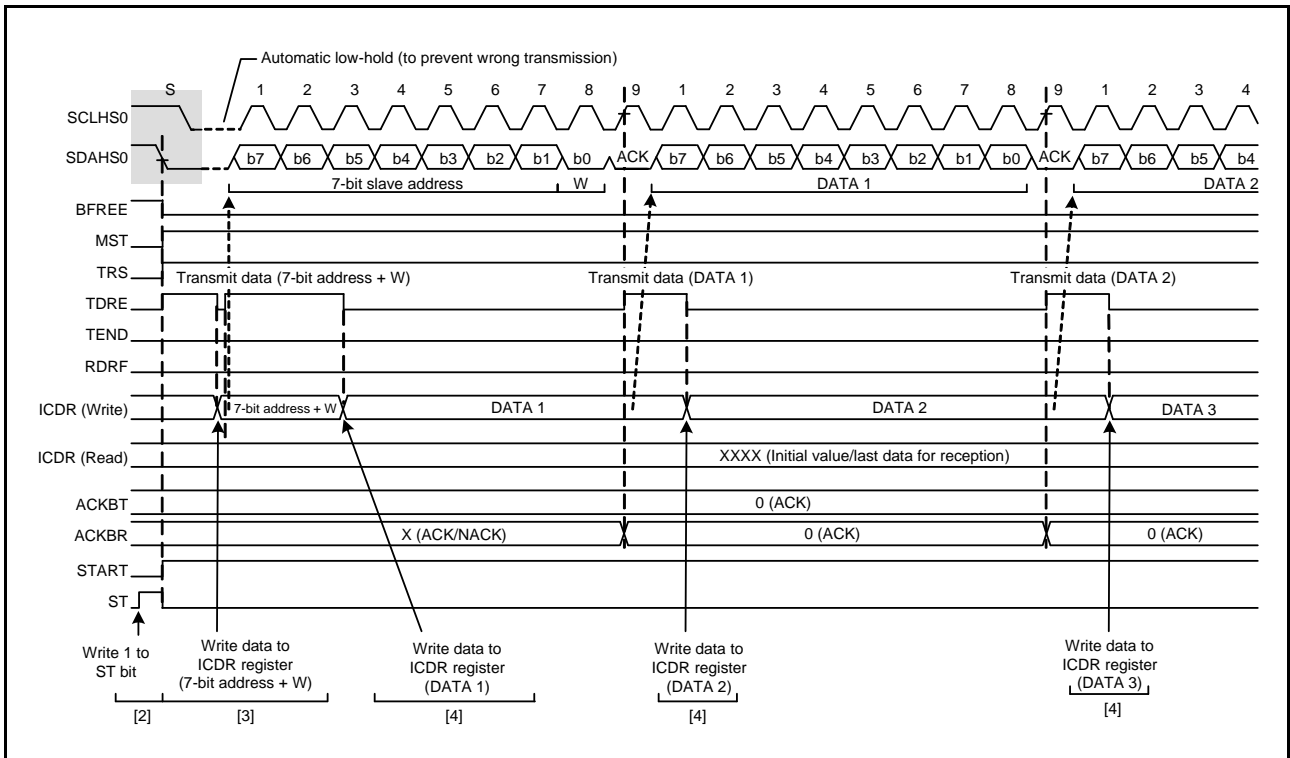 Automatic low-hold (to prevent wrong transmission)
S 1 2 3 4 5 6 7 8 9 1 2 3 4 5 6 7 8 9 1 2 3 4
SCLHS0
SDAHS0 b7 b6 b5 b4 b3 b2 b1 b0 ACK b7 b6 b5 b4 b3 b2 b1 b0 ACK b7 b6 b5 b4
7-bit slave address W DATA 1 DATA 2
BFREE
MST
TRS
Transmit data (7-bit address + W) Transmit data (DATA 1) Transmit data (DATA 2)
TDRE
TEND
RDRF
ICDR (Write) 7-bit address + W DATA 1 DATA 2 DATA 3
ICDR (Read) XXXX (Initial value/last data for reception)
ACKBT 0 (ACK)
ACKBR X (ACK/NACK) 0 (ACK) 0 (ACK)
START
ST
Write 1 to
ST bit
Write data to
ICDR register
(7-bit address + W)
Write data to
ICDR register
(DATA 1)
Write data to
ICDR register
(DATA 2)
Write data to
ICDR register
(DATA 3)
[2] [3] [4] [4] [4]